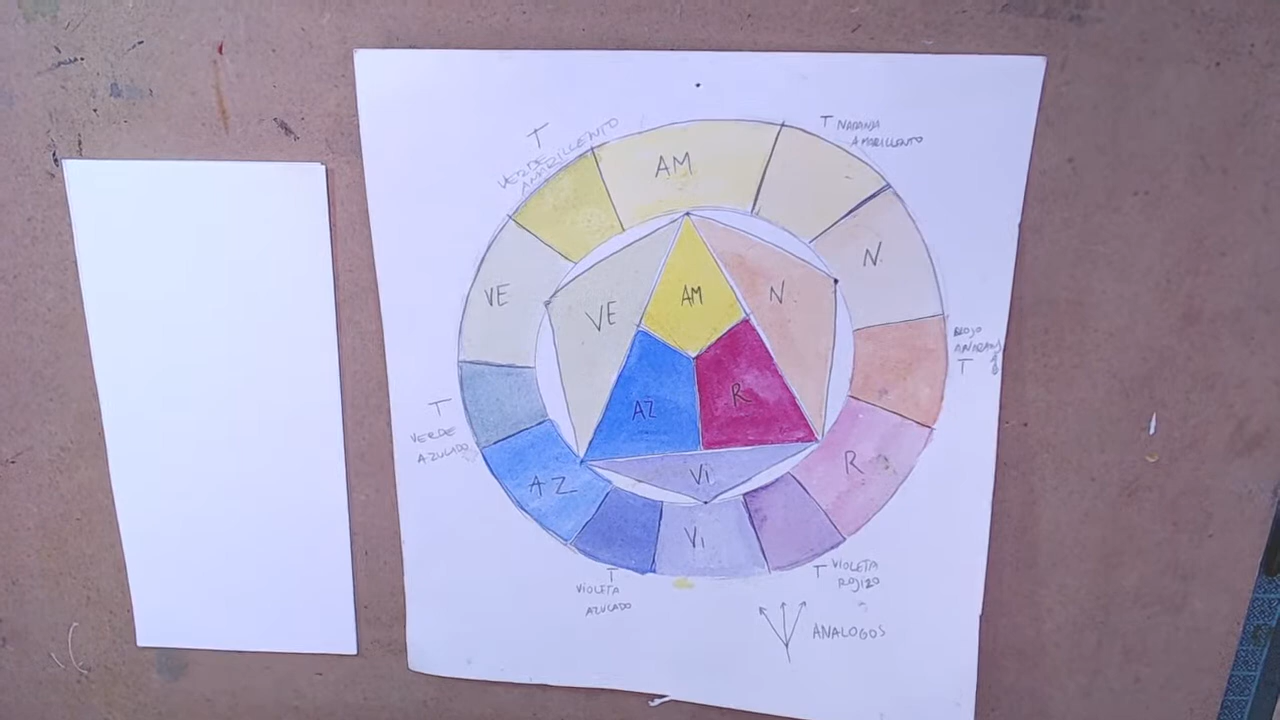 T
VERDE
AMARILLENTO
T NARANJA
AMARILLENTO
AM
N
VE
VE
AM
N.
ROJO
T
AZ
R
T
VERDE
AZULADO
AZ
Vi
R
Vi
T
VIOLETA
AZULADO
T VIOLETA
ROJIZO
ANALOGOS